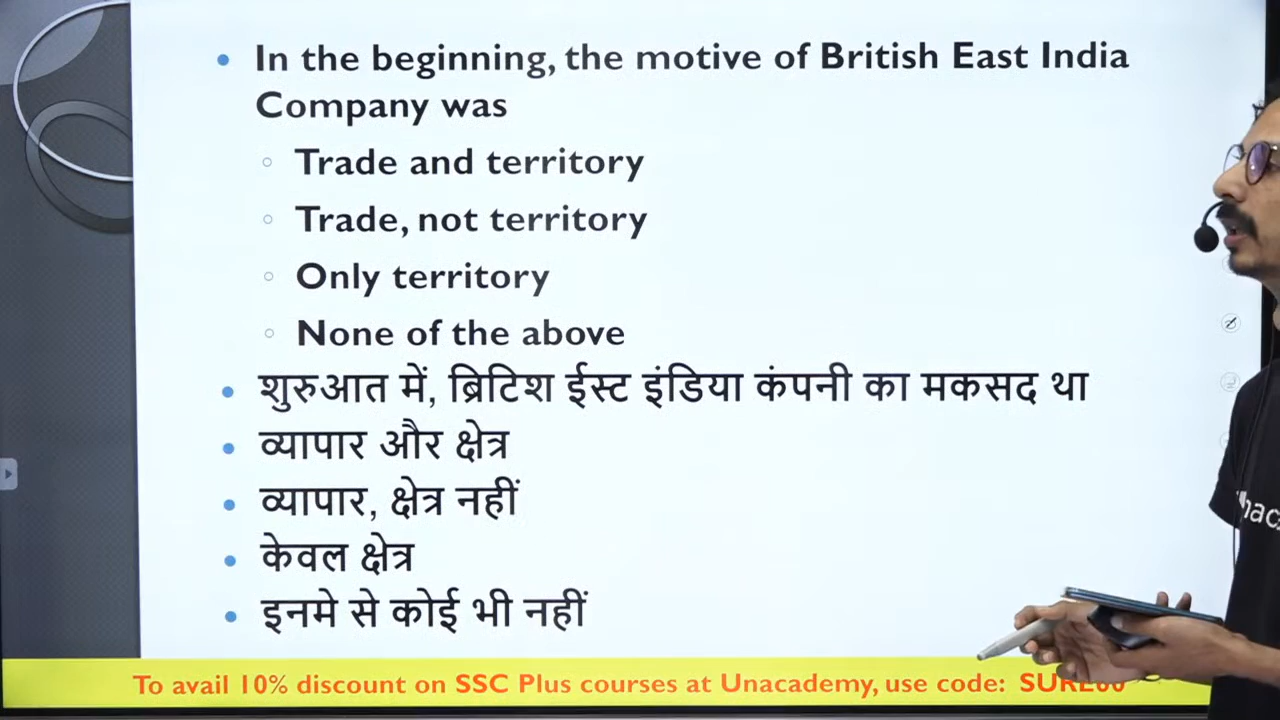 In the beginning, the motive of British East India
Company was
Trade and territory
Trade, not territory
Only territory
None of the above
शुरुआत में, ब्रिटिश ईस्ट इंडिया कंपनी का मकसद था
व्यापार और क्षेत्र
व्यापार, क्षेत्र नहीं
केवल क्षेत्र
इनमे से कोई भी नहीं
To avail 10% discount on SSC Plus courses at Unacademy, use code: